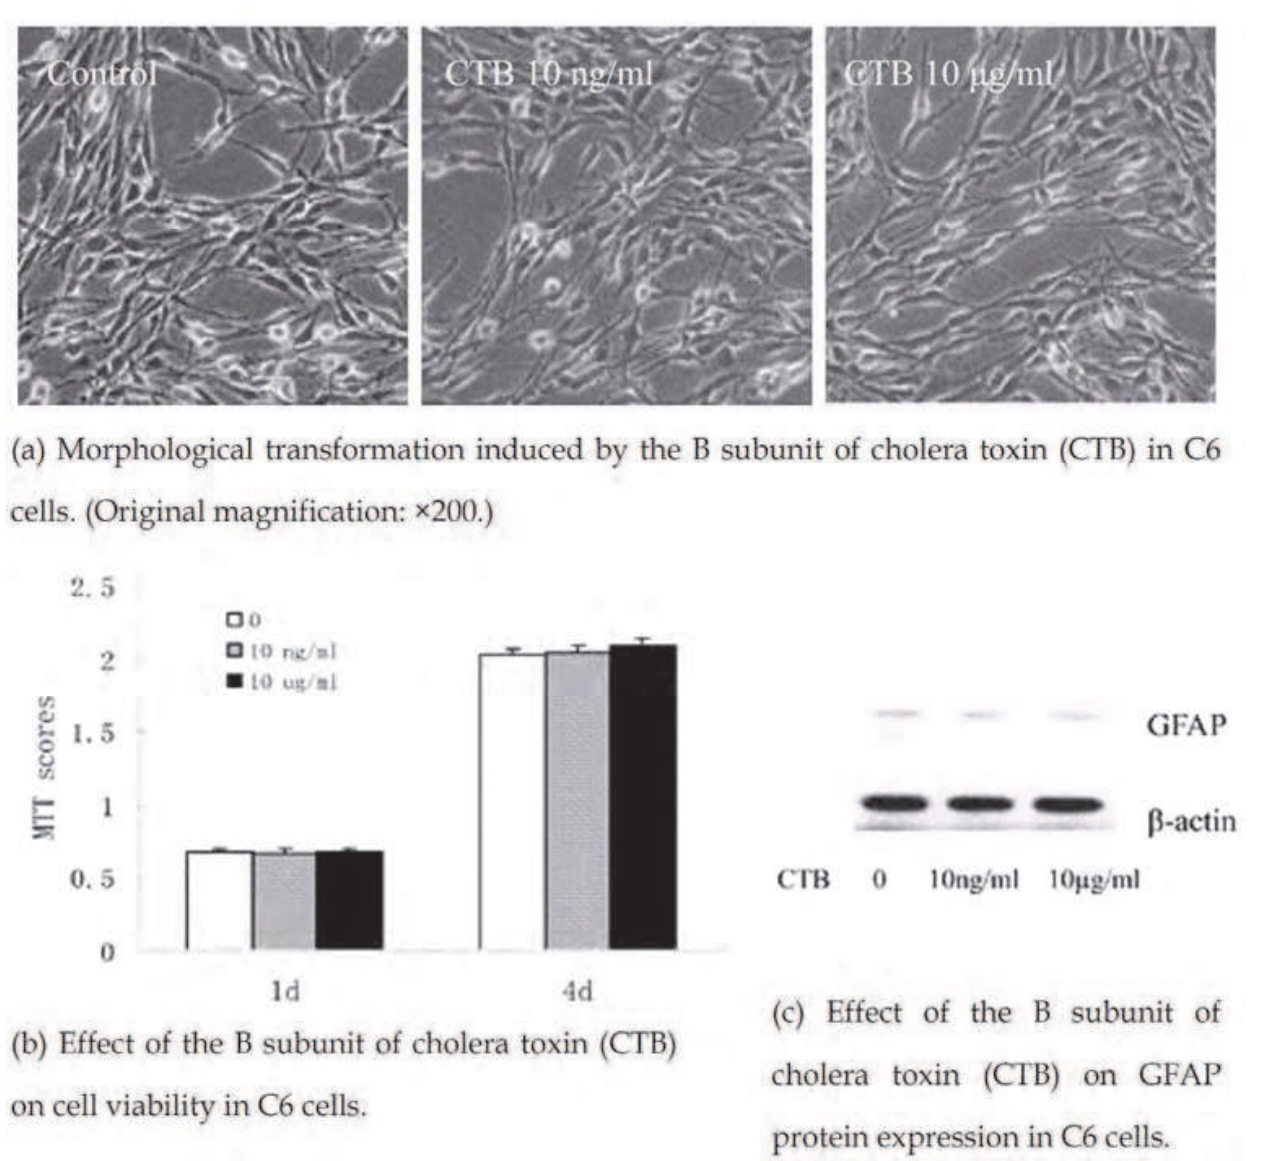 Control
CTB 10 ng/ml
CTB 10 μg/ml
(a) Morphological transformation induced by the B subunit of cholera toxin (CTB) in C6
cells. (Original magnification: ×200.)
2.5
2
1.5
1
0.5
0
MTT scores
0
10 ng/ml
10 ug/ml
1d
4d
(b) Effect of the B subunit of cholera toxin (CTB)
on cell viability in C6 cells.
GFAP
β-actin
CTB 0 10ng/ml 10μg/ml
(c) Effect of the B subunit of
cholera toxin (CTB) on GFAP
protein expression in C6 cells.